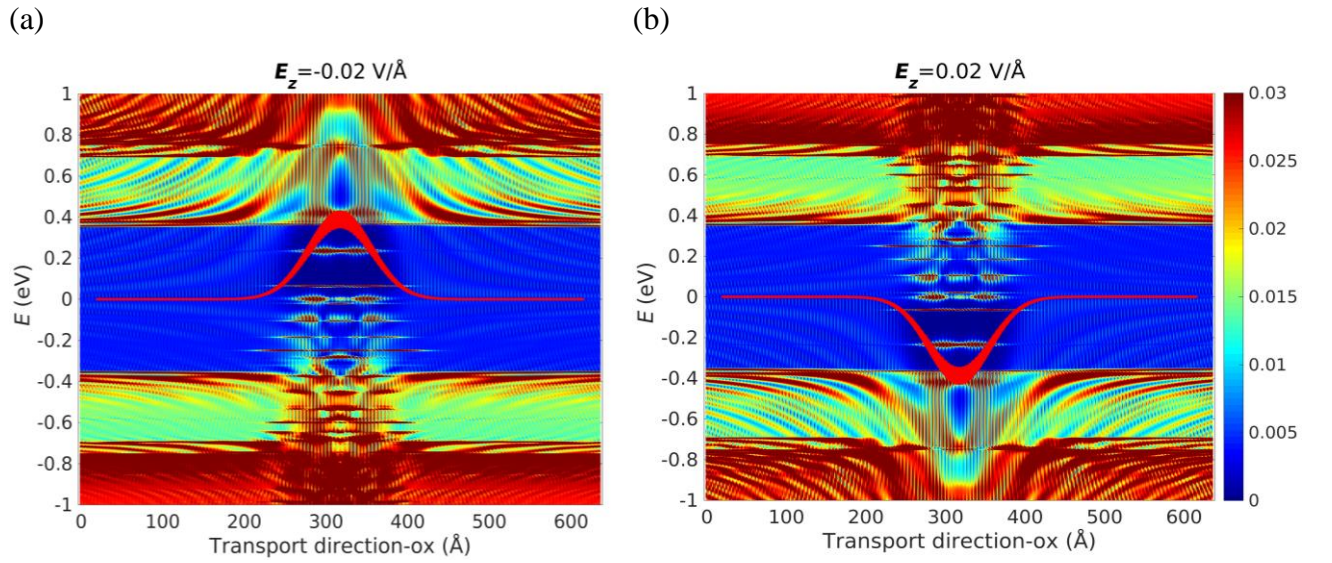 (a)
(b)
E_z=-0.02 V/Å
E_z=0.02 V/Å
1
0.8
0.6
0.4
0.2
0
-0.2
-0.4
-0.6
-0.8
-1
E (eV)
0 100 200 300 400 500 600
Transport direction-ox (Å)
1
0.8
0.6
0.4
0.2
0
-0.2
-0.4
-0.6
-0.8
-1
E (eV)
0 100 200 300 400 500 600
Transport direction-ox (Å)
0.03
0.025
0.02
0.015
0.01
0.005
0